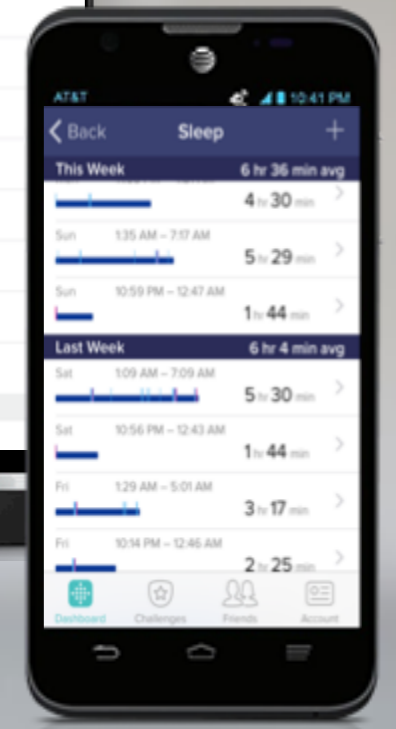 AT&T
10:41 PM
Back Sleep +
This Week 6 hr 36 min avg
4 hr 30 min
Sun 1:35 AM – 7:17 AM
5 hr 29 min
Sun 10:59 PM – 12:47 AM
1 hr 44 min
Last Week 6 hr 4 min avg
Sat 1:09 AM – 7:09 AM
5 hr 30 min
Sat 10:56 PM – 12:43 AM
1 hr 44 min
Fri 1:29 AM – 5:01 AM
3 hr 17 min
Fri 10:14 PM – 12:46 AM
2 hr 25 min
Dashboard Challenges Friends Account